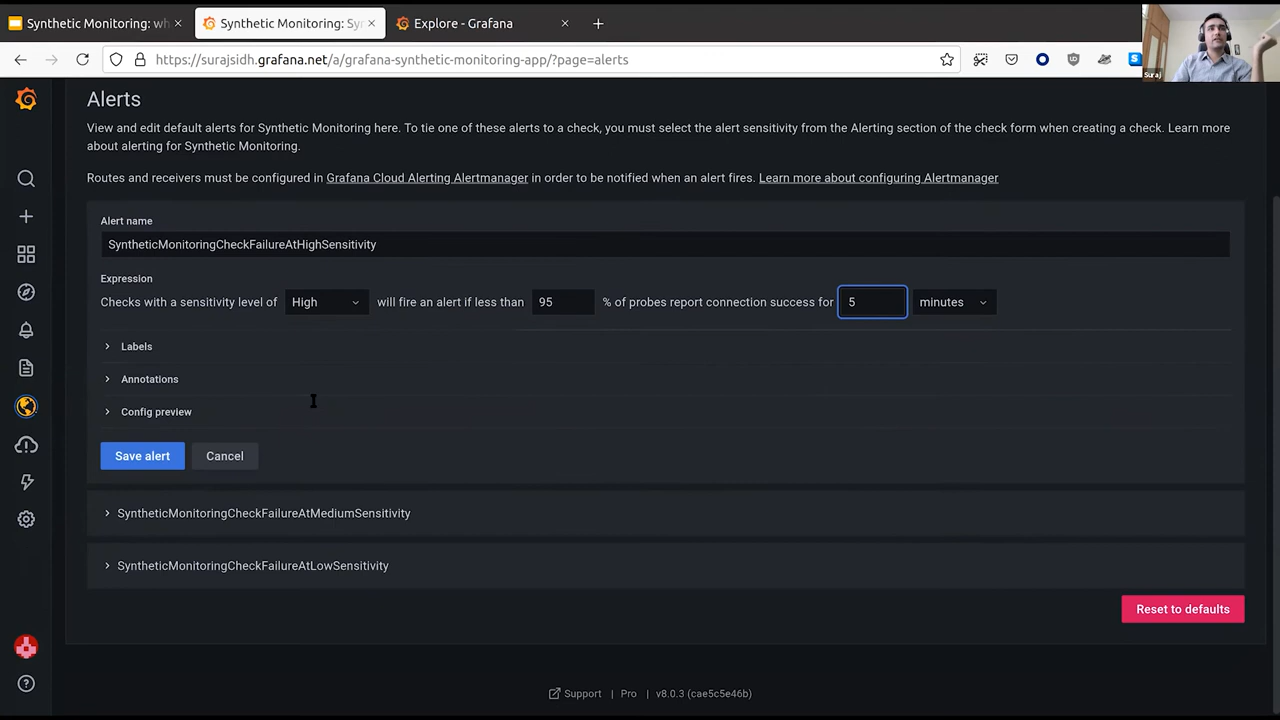 Synthetic Monitoring: wh
Synthetic Monitoring: Sy
Explore - Grafana
https://surajsidh.grafana.net/a/grafana-synthetic-monitoring-app/?page=alerts
Suraj
Alerts
View and edit default alerts for Synthetic Monitoring here. To tie one of these alerts to a check, you must select the alert sensitivity from the Alerting section of the check form when creating a check. Learn more
about alerting for Synthetic Monitoring.
Routes and receivers must be configured in Grafana Cloud Alerting Alertmanager in order to be notified when an alert fires. Learn more about configuring Alertmanager
Alert name
SyntheticMonitoringCheckFailureAtHighSensitivity
Expression
Checks with a sensitivity level of High will fire an alert if less than 95 % of probes report connection success for 5 minutes
Labels
Annotations
Config preview
Save alert Cancel
SyntheticMonitoringCheckFailureAtMediumSensitivity
SyntheticMonitoringCheckFailureAtLowSensitivity
Reset to defaults
Support | Pro | v8.0.3 (cae5c5e46b)